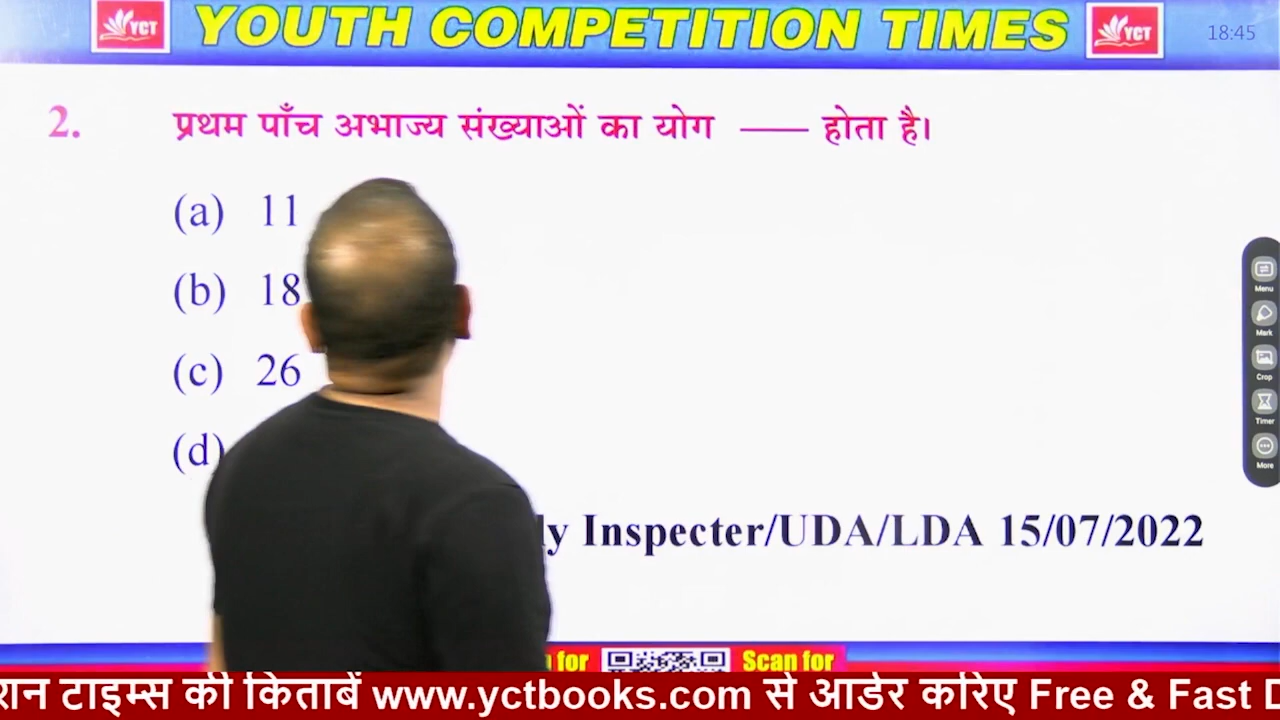 YCT YOUTH COMPETITION TIMES YCT 18:45
2. प्रथम पाँच अभाज्य संख्याओं का योग —— होता है।
(a) 11
(b) 18
(c) 26
(d)
Inspecter/UDA/LDA 15/07/2022
Menu
Mark
Crop
Timer
More
for Scan for
टाइम्स की किताबें www.yctbooks.com से आर्डर करिए Free & Fast